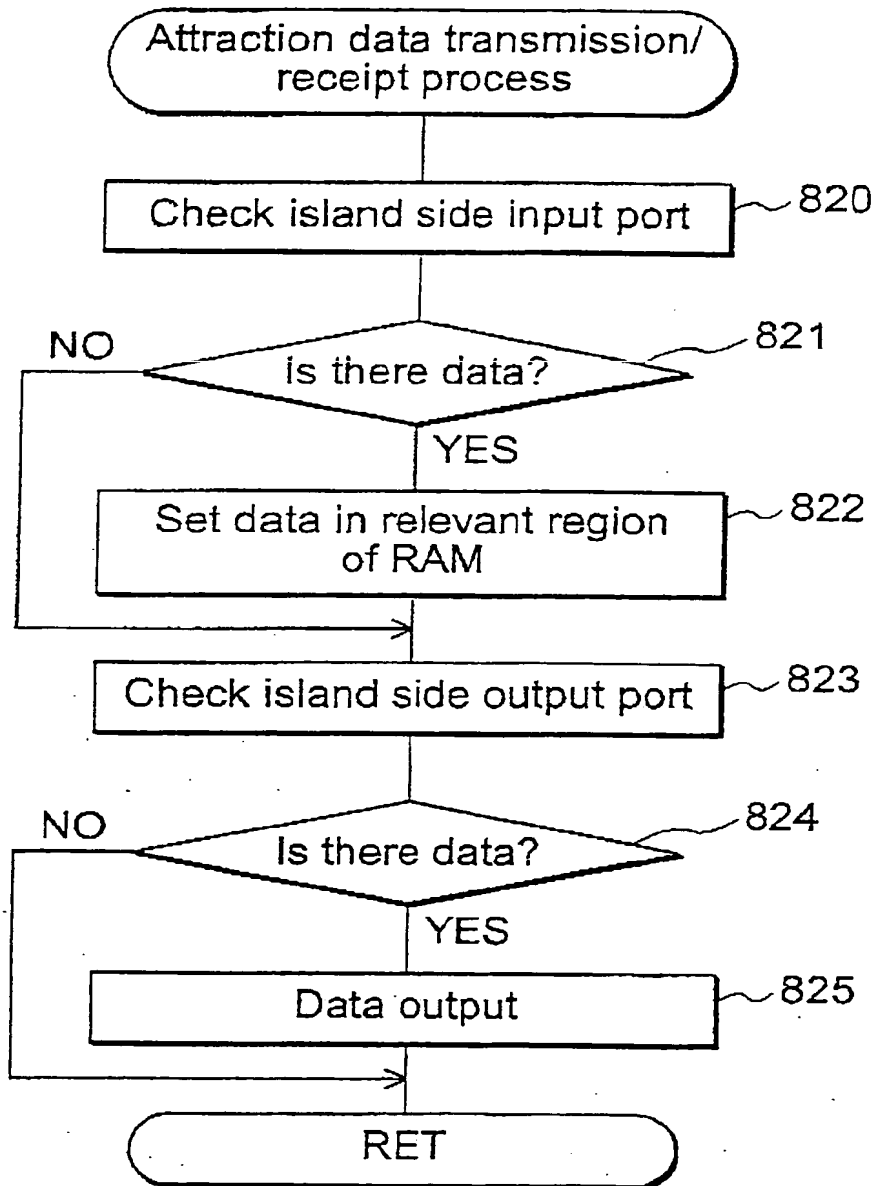 Attraction data transmission/
receipt process
Check island side input port
820
Is there data?
821
NO
YES
Set data in relevant region
of RAM
822
Check island side output port
823
Is there data?
824
NO
YES
Data output
825
RET